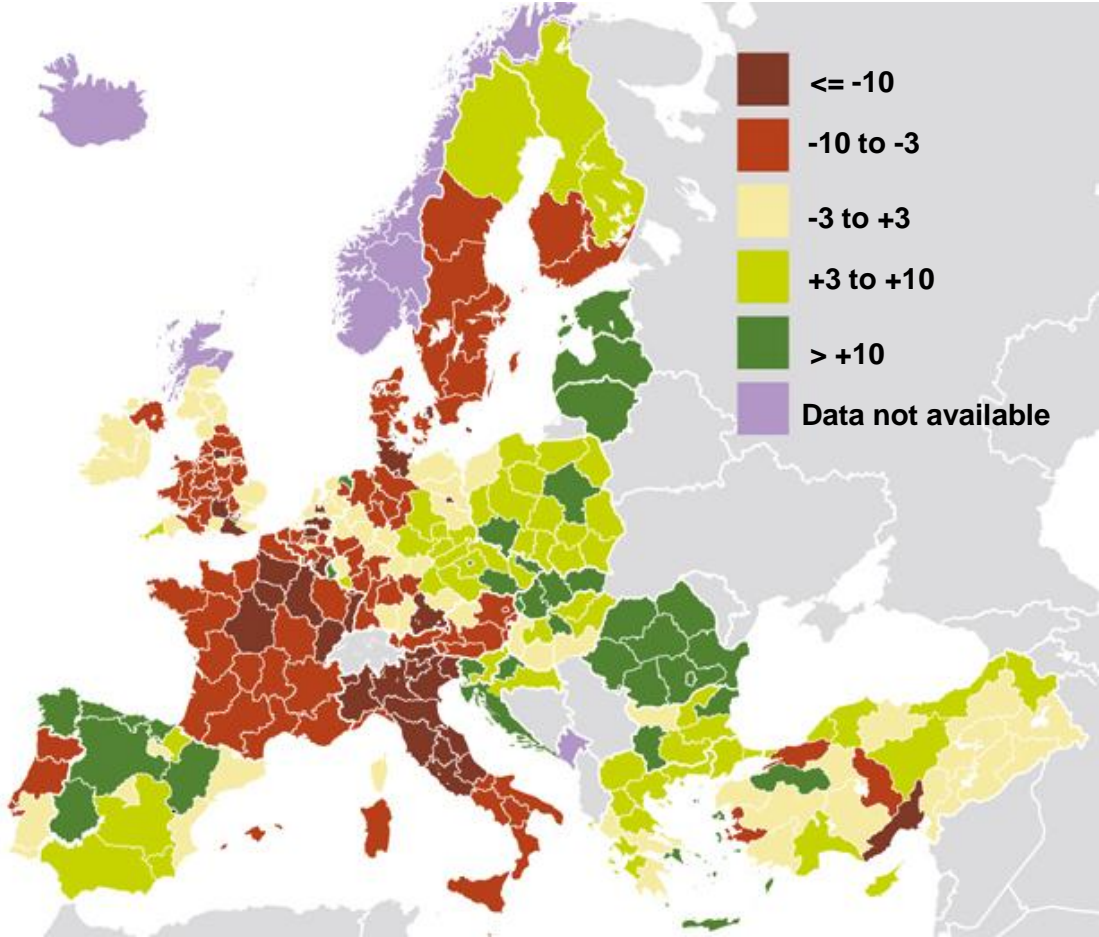 <= -10
-10 to -3
-3 to +3
+3 to +10
> +10
Data not available